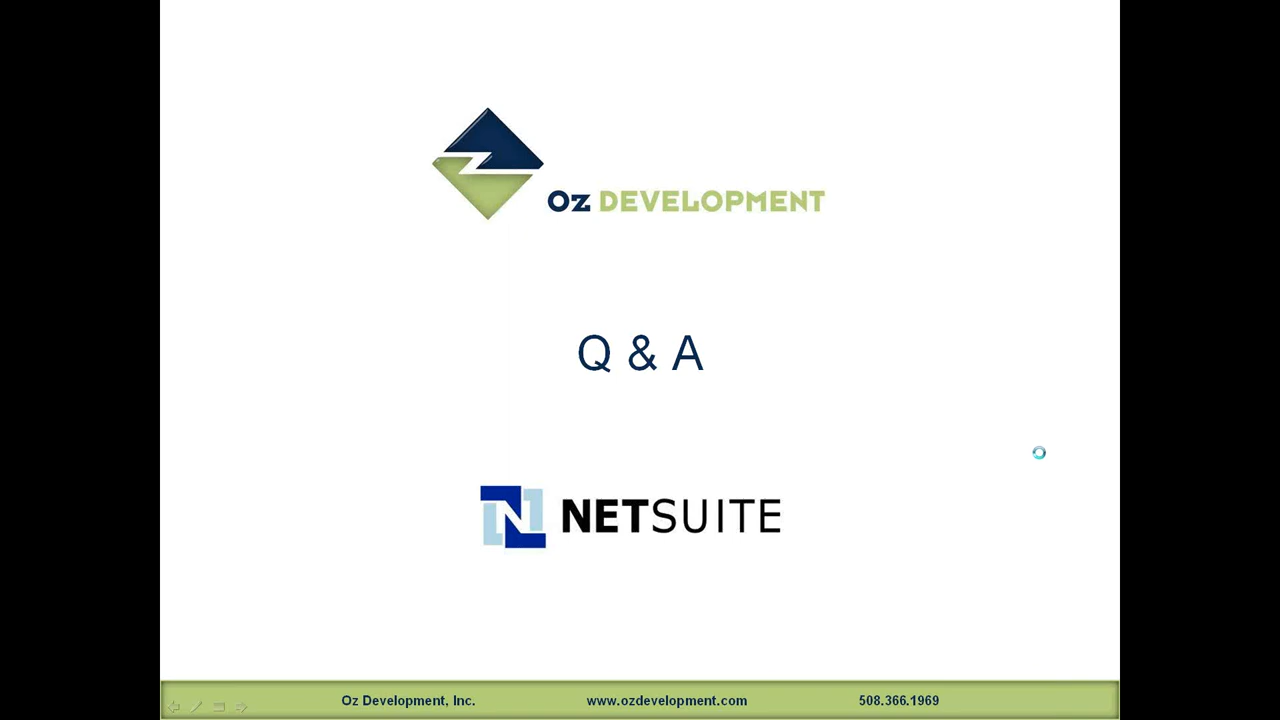 Oz DEVELOPMENT
Q & A
NETSUITE
Oz Development, Inc. www.ozdevelopment.com 508.366.1969